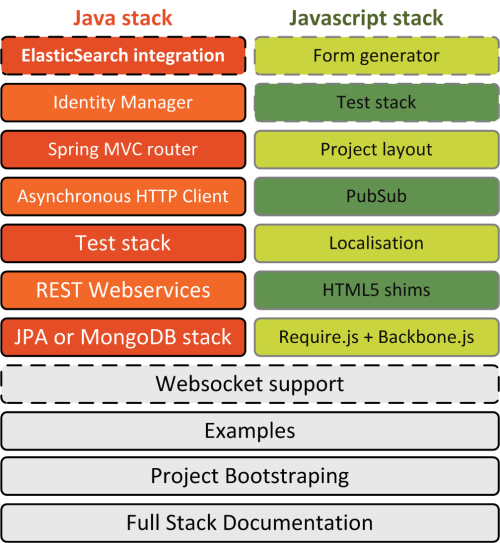 Java stack
Javascript stack
ElasticSearch integration
Form generator
Identity Manager
Test stack
Spring MVC router
Project layout
Asynchronous HTTP Client
PubSub
Test stack
Localisation
REST Webservices
HTML5 shims
JPA or MongoDB stack
Require.js + Backbone.js
Websocket support
Examples
Project Bootstraping
Full Stack Documentation